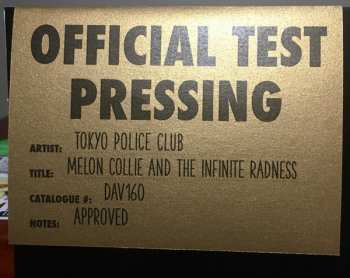 OFFICIAL TEST
PRESSING
ARTIST: TOKYO POLICE CLUB
TITLE: MELON COLLIE AND THE INFINITE RADNESS
CATALOGUE #: DAV160
NOTES: APPROVED